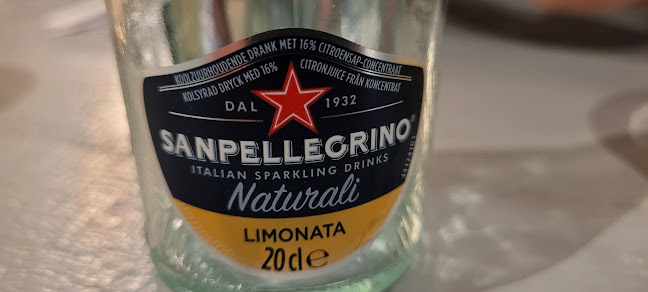 KOOLZUURHOUDENDE DRANK MET 16% CITROENSAP-CONCENTRAAT
KOLSYRAD DRYCK MED 16% CITRONJUICE FRÅN KONCENTRAT
DAL 1932
SANPELLEGRINO®
ITALIAN SPARKLING DRINKS
Naturali
LIMONATA
20cl℮